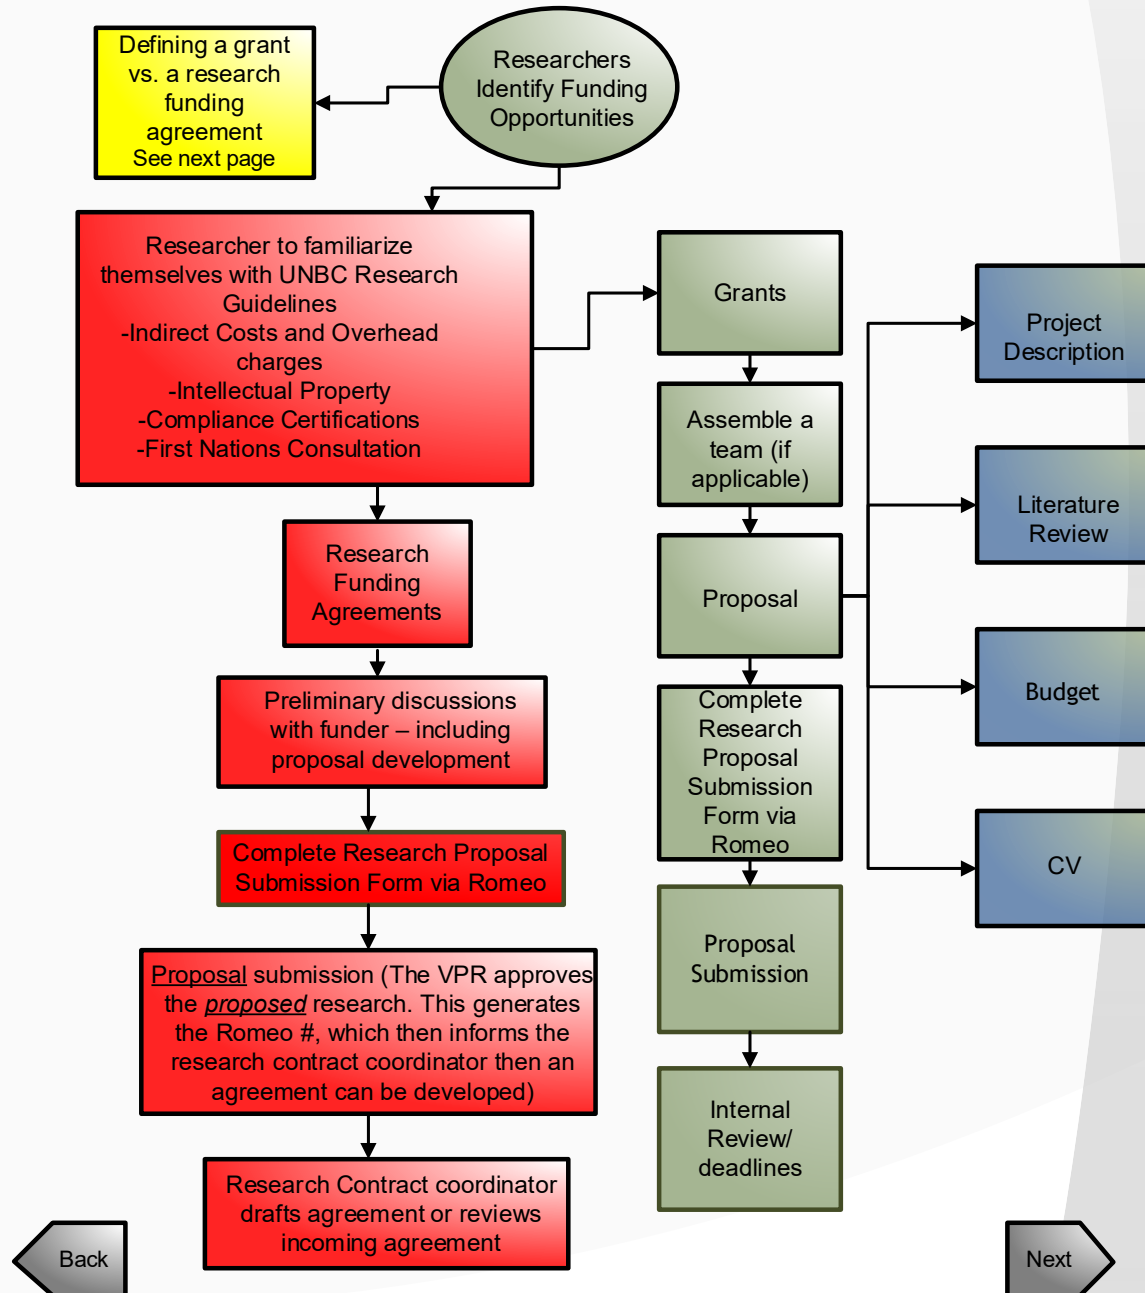 Defining a grant
vs. a research
funding
agreement
See next page
Researchers
Identify Funding
Opportunities
Researcher to familiarize
themselves with UNBC Research
Guidelines
-Indirect Costs and Overhead
charges
-Intellectual Property
-Compliance Certifications
-First Nations Consultation
Research
Funding
Agreements
Preliminary discussions
with funder – including
proposal development
Complete Research Proposal
Submission Form via Romeo
Proposal submission (The VPR approves
the proposed research. This generates
the Romeo #, which then informs the
research contract coordinator then an
agreement can be developed)
Research Contract coordinator
drafts agreement or reviews
incoming agreement
Grants
Assemble a
team (if
applicable)
Proposal
Complete
Research
Proposal
Submission
Form via
Romeo
Proposal
Submission
Internal
Review/
deadlines
Project
Description
Literature
Review
Budget
CV
Back
Next